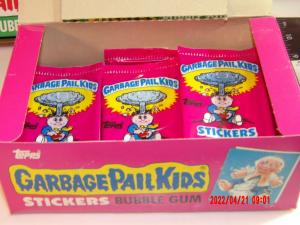 GARBAGE PAIL KIDS
GARBAGE PAIL KIDS
GARBAGE PAIL KIDS
STICKERS
TOPPS
GARBAGE PAIL KIDS
STICKERS BUBBLE GUM
2022/04/21 09:01